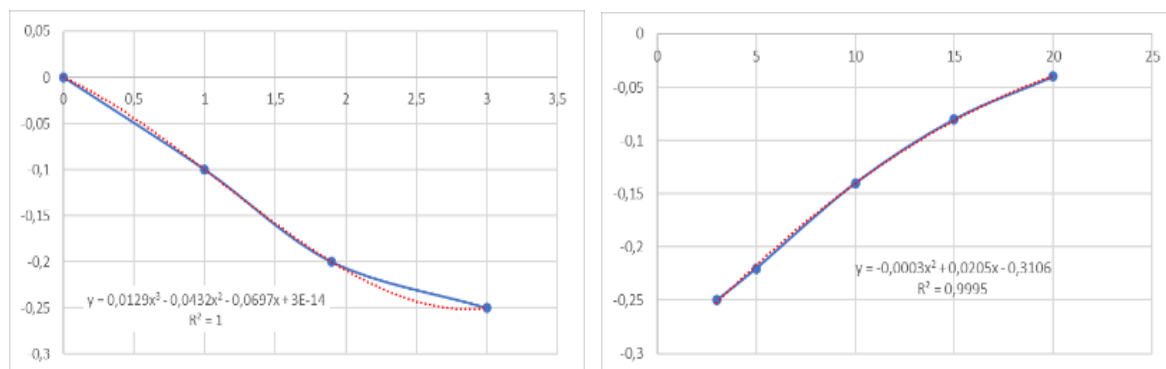 0,05
0
0 0,5 1 1,5 2 2,5 3 3,5
-0,05
-0,1
-0,15
-0,2
-0,25
-0,3
y = 0,0129x³ - 0,0432x² - 0,0697x + 3E-14
R² = 1
0
0 5 10 15 20 25
-0,05
-0,1
-0,15
-0,2
-0,25
-0,3
y = -0,0003x² + 0,0205x - 0,3106
R² = 0,9995